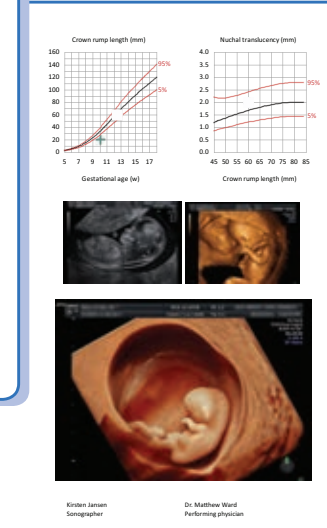 Crown rump length (mm)
160
140
120
100
80
60
40
20
0
95%
5%
5 7 9 11 13 15 17
Gestational age (w)
Nuchal translucency (mm)
4.0
3.5
3.0
2.5
2.0
1.5
1.0
0.5
0.0
95%
5%
45 50 55 60 65 70 75 80 85
Crown rump length (mm)
Kirsten Jansen
Sonographer
Dr. Matthew Ward
Performing physician